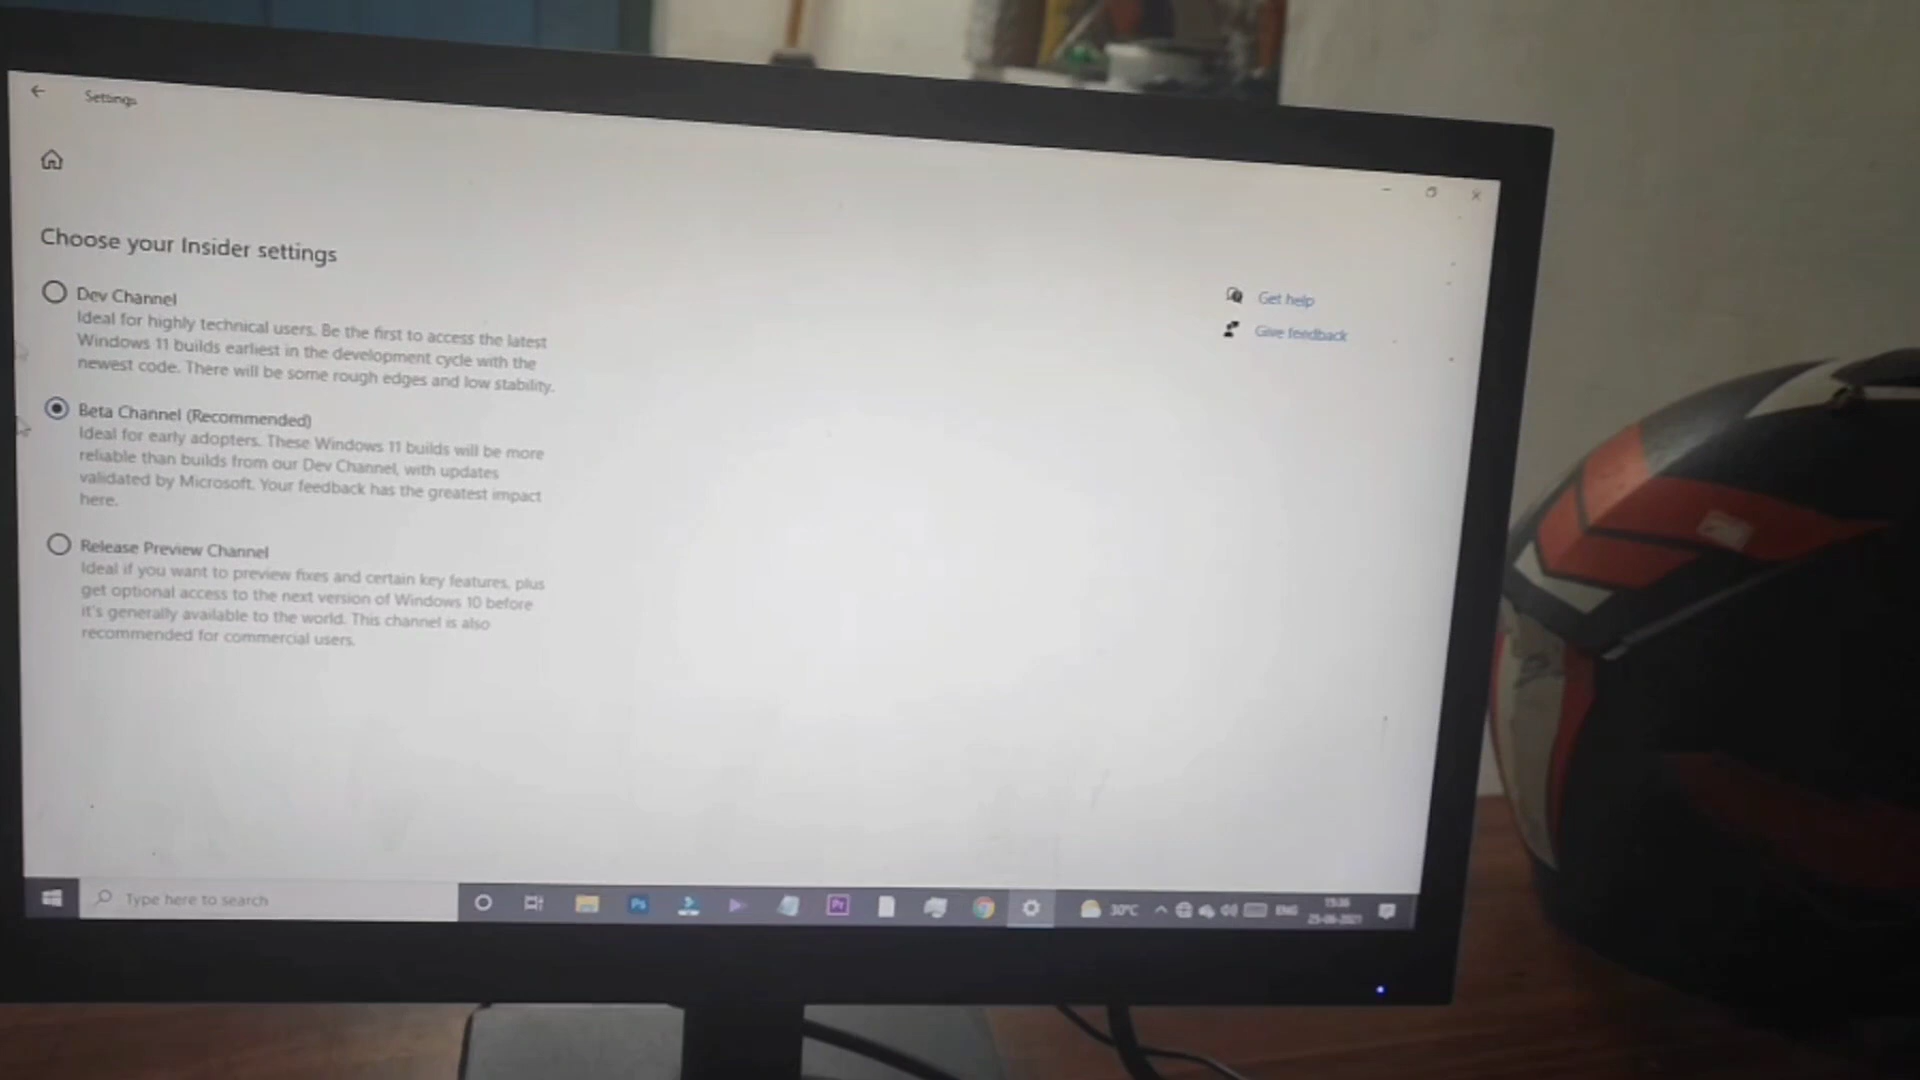 Settings
Choose your Insider settings
Dev Channel
Ideal for highly technical users. Be the first to access the latest
Windows 11 builds earliest in the development cycle with the
newest code. There will be some rough edges and low stability.
Beta Channel (Recommended)
Ideal for early adopters. These Windows 11 builds will be more
reliable than builds from our Dev Channel, with updates
validated by Microsoft. Your feedback has the greatest impact
here.
Release Preview Channel
Ideal if you want to preview fixes and certain key features, plus
get optional access to the next version of Windows 10 before
it's generally available to the world. This channel is also
recommended for commercial users.
Get help
Give feedback
Type here to search
Ps
Pr
30°C
ENG
25-06-2021